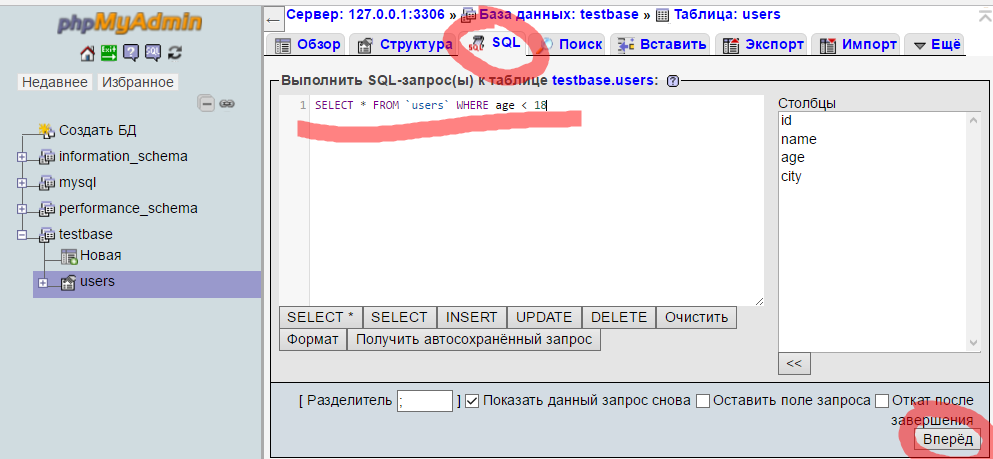 phpMyAdmin
Недавнее Избранное
Создать БД
information_schema
mysql
performance_schema
testbase
Новая
users
Сервер: 127.0.0.1:3306 » База данных: testbase » Таблица: users
Обзор Структура SQL Поиск Вставить Экспорт Импорт Ещё
Выполнить SQL-запрос(ы) к таблице testbase.users:
1 SELECT * FROM `users` WHERE age < 18
Столбцы
id
name
age
city
SELECT * SELECT INSERT UPDATE DELETE Очистить
Формат Получить автосохранённый запрос
<<
[ Разделитель ; ] Показать данный запрос снова Оставить поле запроса Откат после
завершения
Вперёд